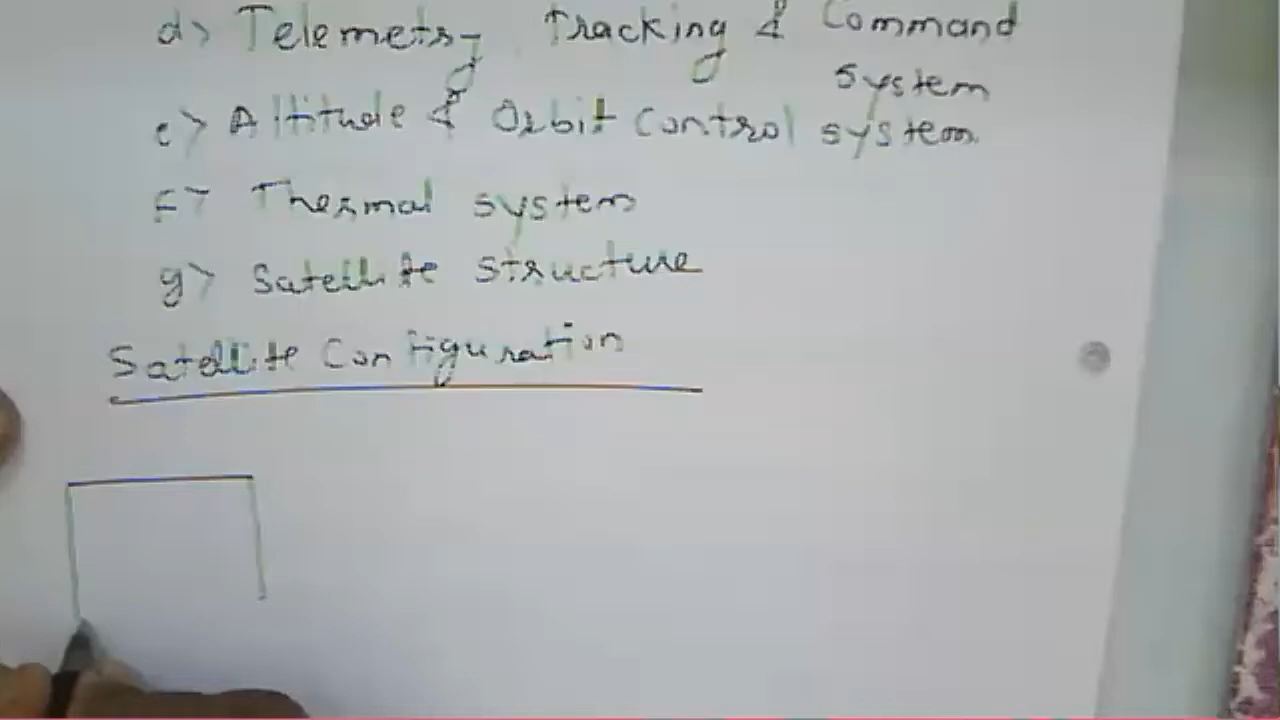 d> Telemetry Tracking & Command
System
e> Altitude & Orbit Control system
F> Thermal system
g> Satellite structure
Satellite Configuration